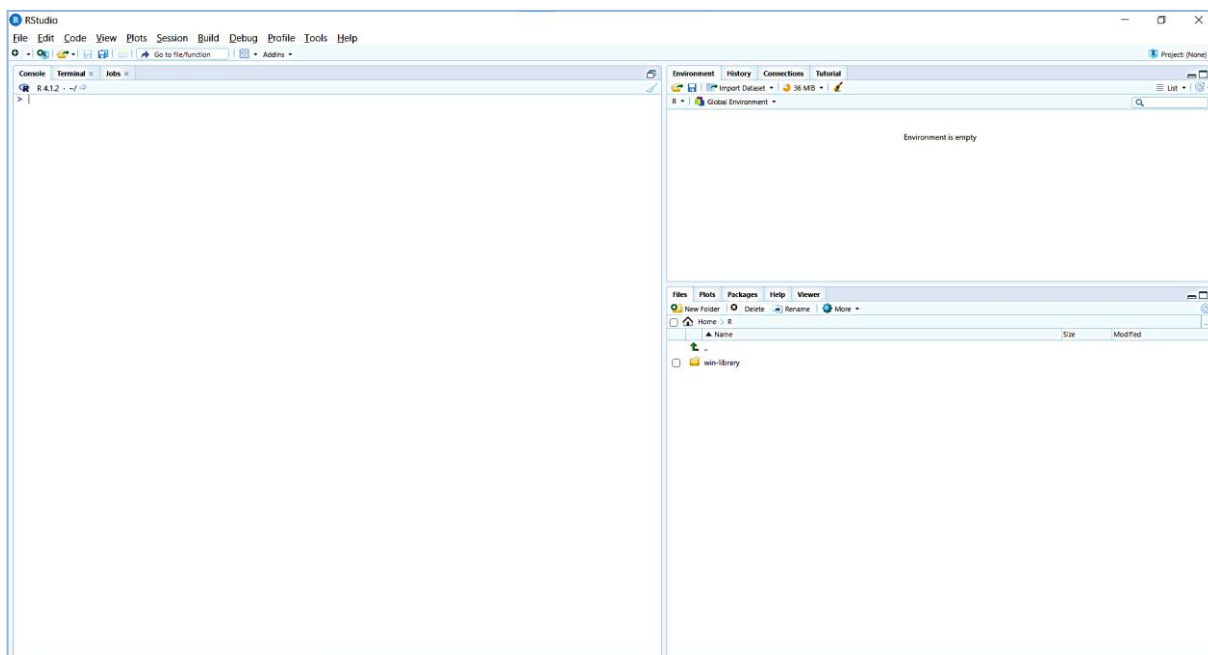 RStudio
File Edit Code View Plots Session Build Debug Profile Tools Help
Go to file/function Addins Project: (None)
Console Terminal × Jobs ×
R 4.1.2 · ~/
>
Environment History Connections Tutorial
Import Dataset 36 MiB List
R Global Environment
Environment is empty
Files Plots Packages Help Viewer
New Folder Delete Rename More
Home > R
Name Size Modified
..
win-library